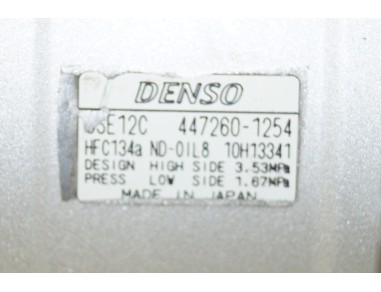 DENSO
5SE12C 447260-1254
HFC134a ND-OIL8 10H13341
DESIGN HIGH SIDE 3.53MPa
PRESS LOW SIDE 1.67MPa
MADE IN JAPAN